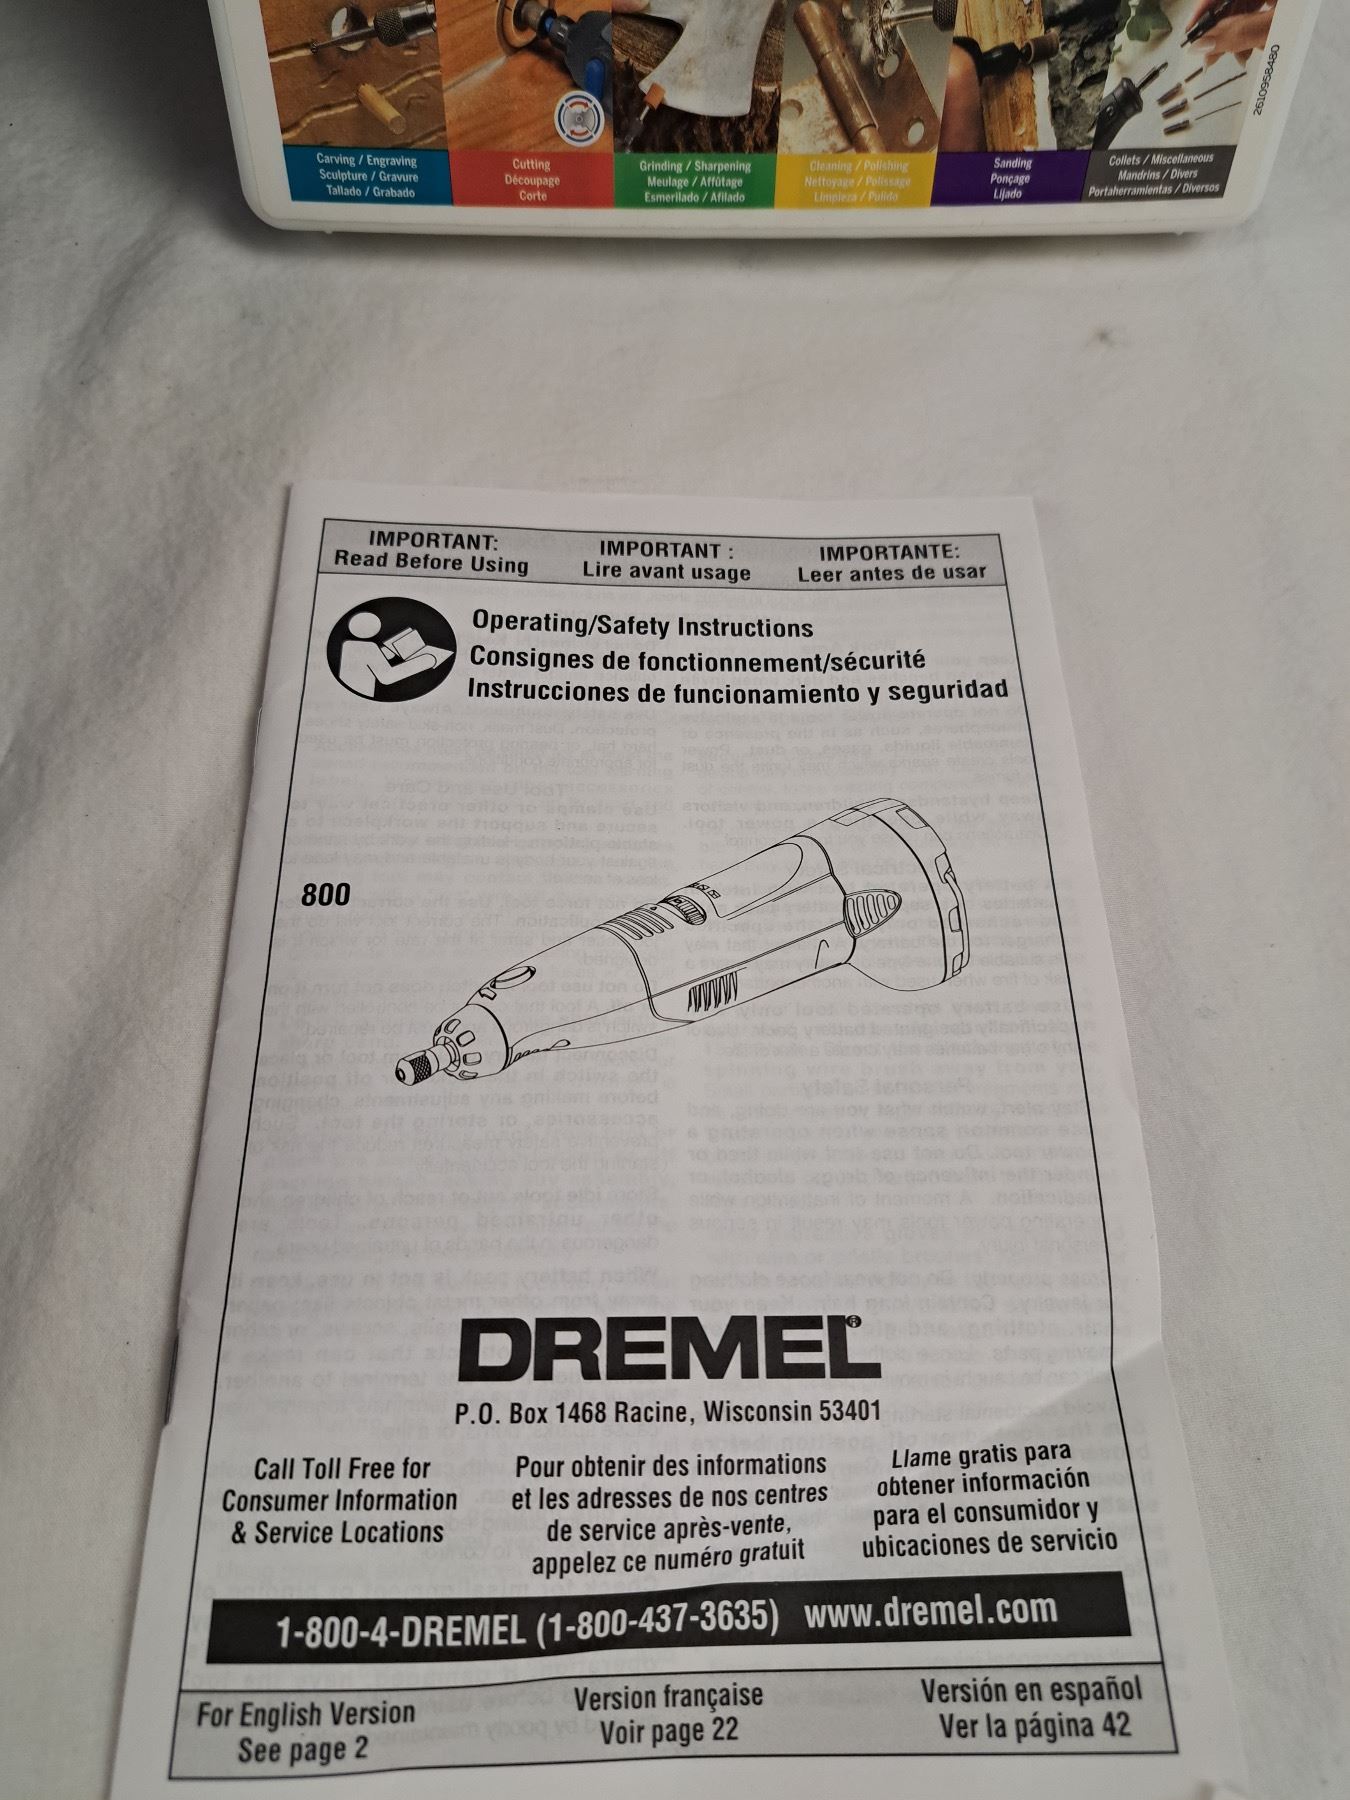 Carving / Engraving
Sculpture / Gravure
Tallado / Grabado
Cutting
Découpage
Corte
Grinding / Sharpening
Meulage / Affûtage
Esmerilado / Afilado
Cleaning / Polishing
Nettoyage / Polissage
Limpieza / Pulido
Sanding
Ponçage
Lijado
Collets / Miscellaneous
Mandrins / Divers
Portaherramientas / Diversos
2610958480
IMPORTANT:
Read Before Using
IMPORTANT :
Lire avant usage
IMPORTANTE:
Leer antes de usar
Operating/Safety Instructions
Consignes de fonctionnement/sécurité
Instrucciones de funcionamiento y seguridad
800
DREMEL®
P.O. Box 1468 Racine, Wisconsin 53401
Call Toll Free for
Consumer Information
& Service Locations
Pour obtenir des informations
et les adresses de nos centres
de service après-vente,
appelez ce numéro gratuit
Llame gratis para
obtener información
para el consumidor y
ubicaciones de servicio
1-800-4-DREMEL (1-800-437-3635) www.dremel.com
For English Version
See page 2
Version française
Voir page 22
Versión en español
Ver la página 42